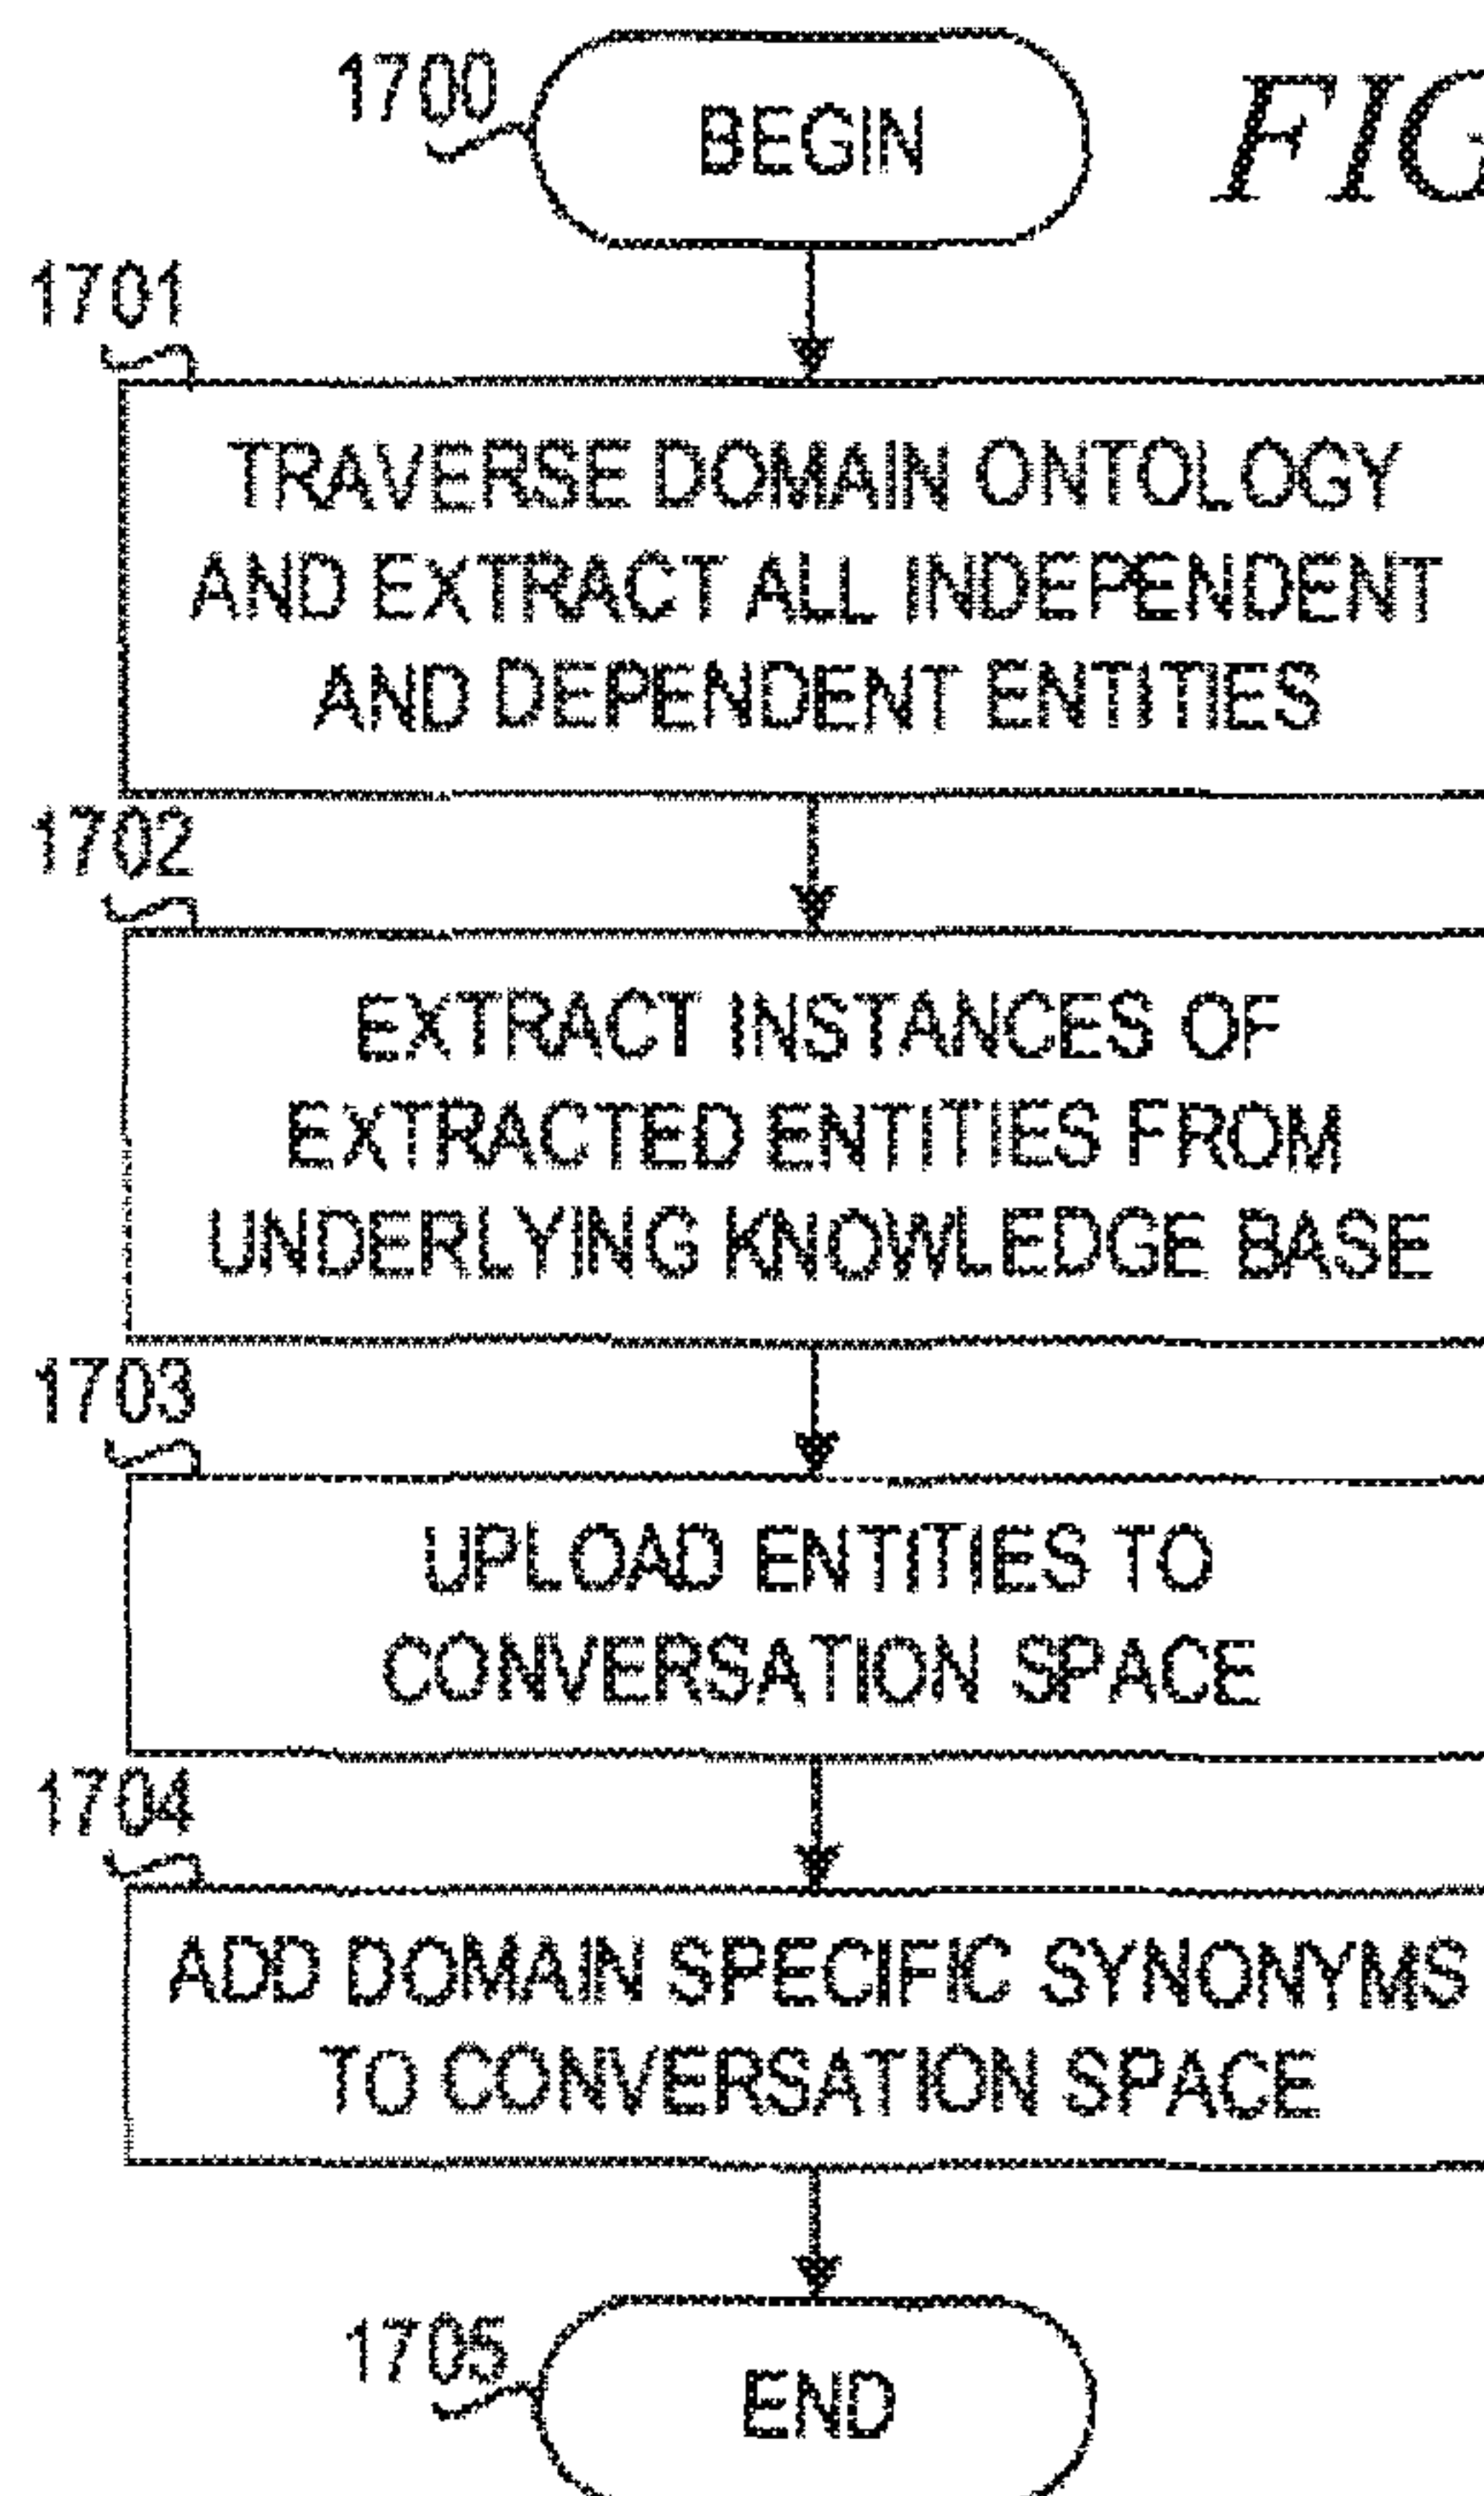 1700
BEGIN
FIG
1701
TRAVERSE DOMAIN ONTOLOGY
AND EXTRACT ALL INDEPENDENT
AND DEPENDENT ENTITIES
1702
EXTRACT INSTANCES OF
EXTRACTED ENTITIES FROM
UNDERLYING KNOWLEDGE BASE
1703
UPLOAD ENTITIES TO
CONVERSATION SPACE
1704
ADD DOMAIN SPECIFIC SYNONYMS
TO CONVERSATION SPACE
1705
END